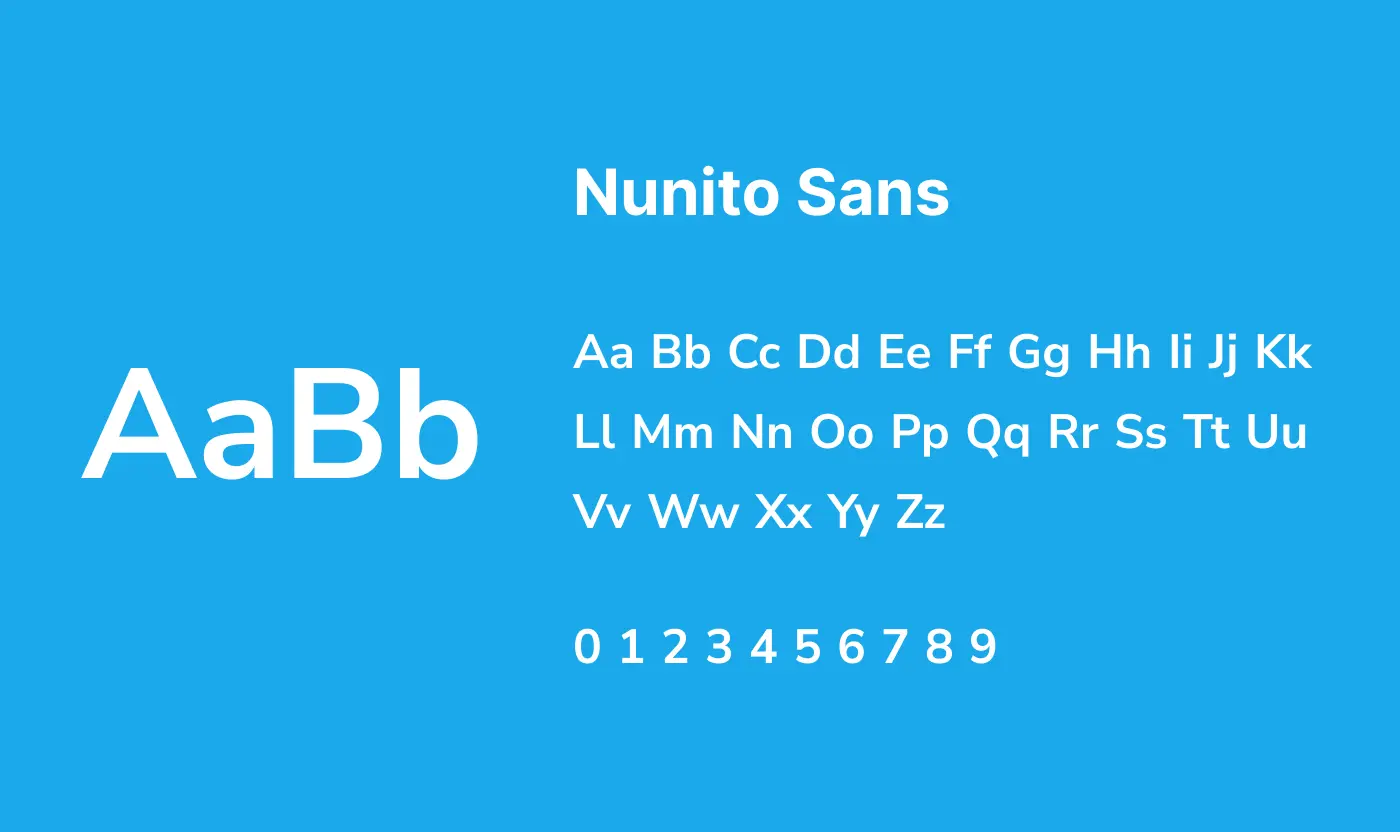 Nunito Sans
AaBb
Aa Bb Cc Dd Ee Ff Gg Hh Ii Jj Kk
Ll Mm Nn Oo Pp Qq Rr Ss Tt Uu
Vv Ww Xx Yy Zz
0 1 2 3 4 5 6 7 8 9